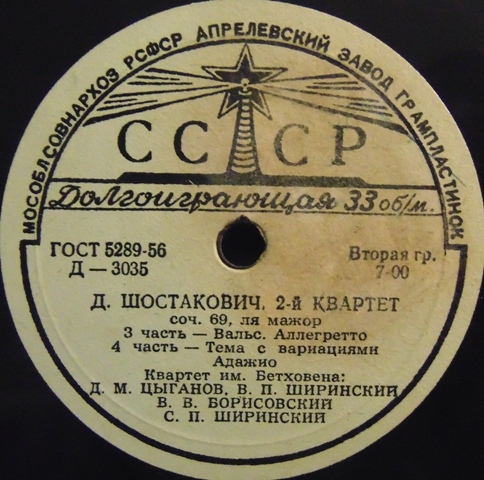 МОСОБЛСОВНАРХОЗ РСФСР АПРЕЛЕВСКИЙ ЗАВОД ГРАМПЛАСТИНОК
СССР
Долгоиграющая 33 об/м.
ГОСТ 5289-56
Д — 3035
Вторая гр.
7-00
Д. ШОСТАКОВИЧ. 2-й КВАРТЕТ
соч. 69, ля мажор
3 часть — Вальс. Аллегретто
4 часть — Тема с вариациями
Адажио
Квартет им. Бетховена:
Д. М. ЦЫГАНОВ, В. П. ШИРИНСКИЙ
В. В. БОРИСОВСКИЙ
С. П. ШИРИНСКИЙ